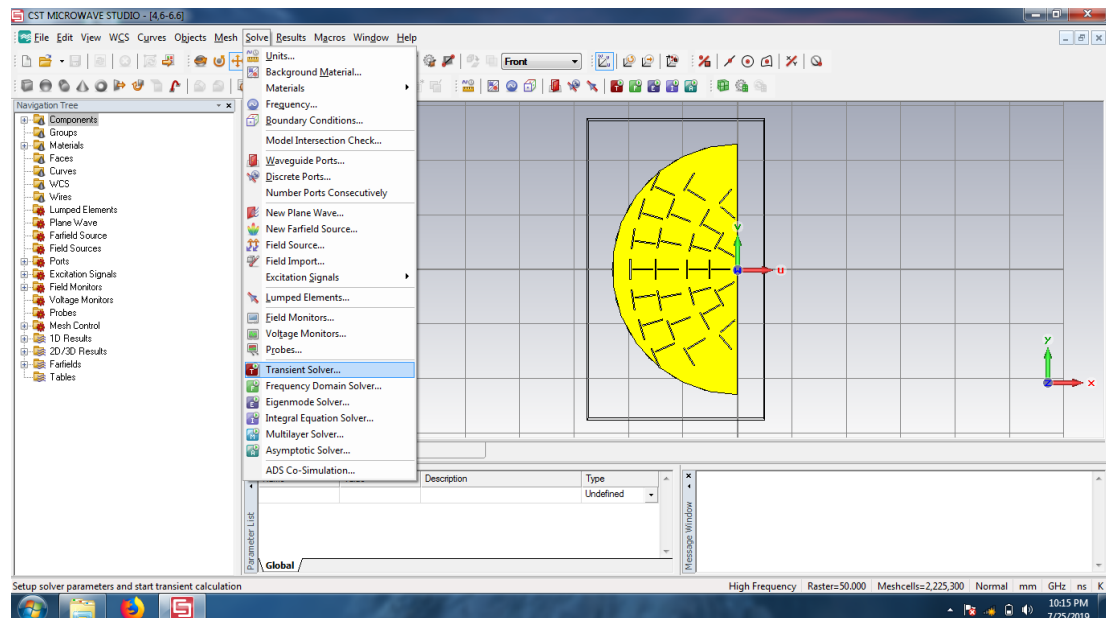 CST MICROWAVE STUDIO - [4,6-6.6]
File Edit View WCS Curves Objects Mesh Solve Results Macros Window Help
Front
Navigation Tree
Components
Groups
Materials
Faces
Curves
WCS
Wires
Lumped Elements
Plane Wave
Farfield Source
Field Sources
Ports
Excitation Signals
Field Monitors
Voltage Monitors
Probes
Mesh Control
1D Results
2D/3D Results
Farfields
Tables
Units...
Background Material...
Materials
Frequency...
Boundary Conditions...
Model Intersection Check...
Waveguide Ports...
Discrete Ports...
Number Ports Consecutively
New Plane Wave...
New Farfield Source...
Field Source...
Field Import...
Excitation Signals
Lumped Elements...
Field Monitors...
Voltage Monitors...
Probes...
Transient Solver...
Frequency Domain Solver...
Eigenmode Solver...
Integral Equation Solver...
Multilayer Solver...
Asymptotic Solver...
ADS Co-Simulation...
v
u
y
z
x
Description Type
Undefined
Parameter List
Global
Message Window
Setup solver parameters and start transient calculation
High Frequency Raster=50.000 Meshcells=2,225,300 Normal mm GHz ns K
10:15 PM
7/25/2019